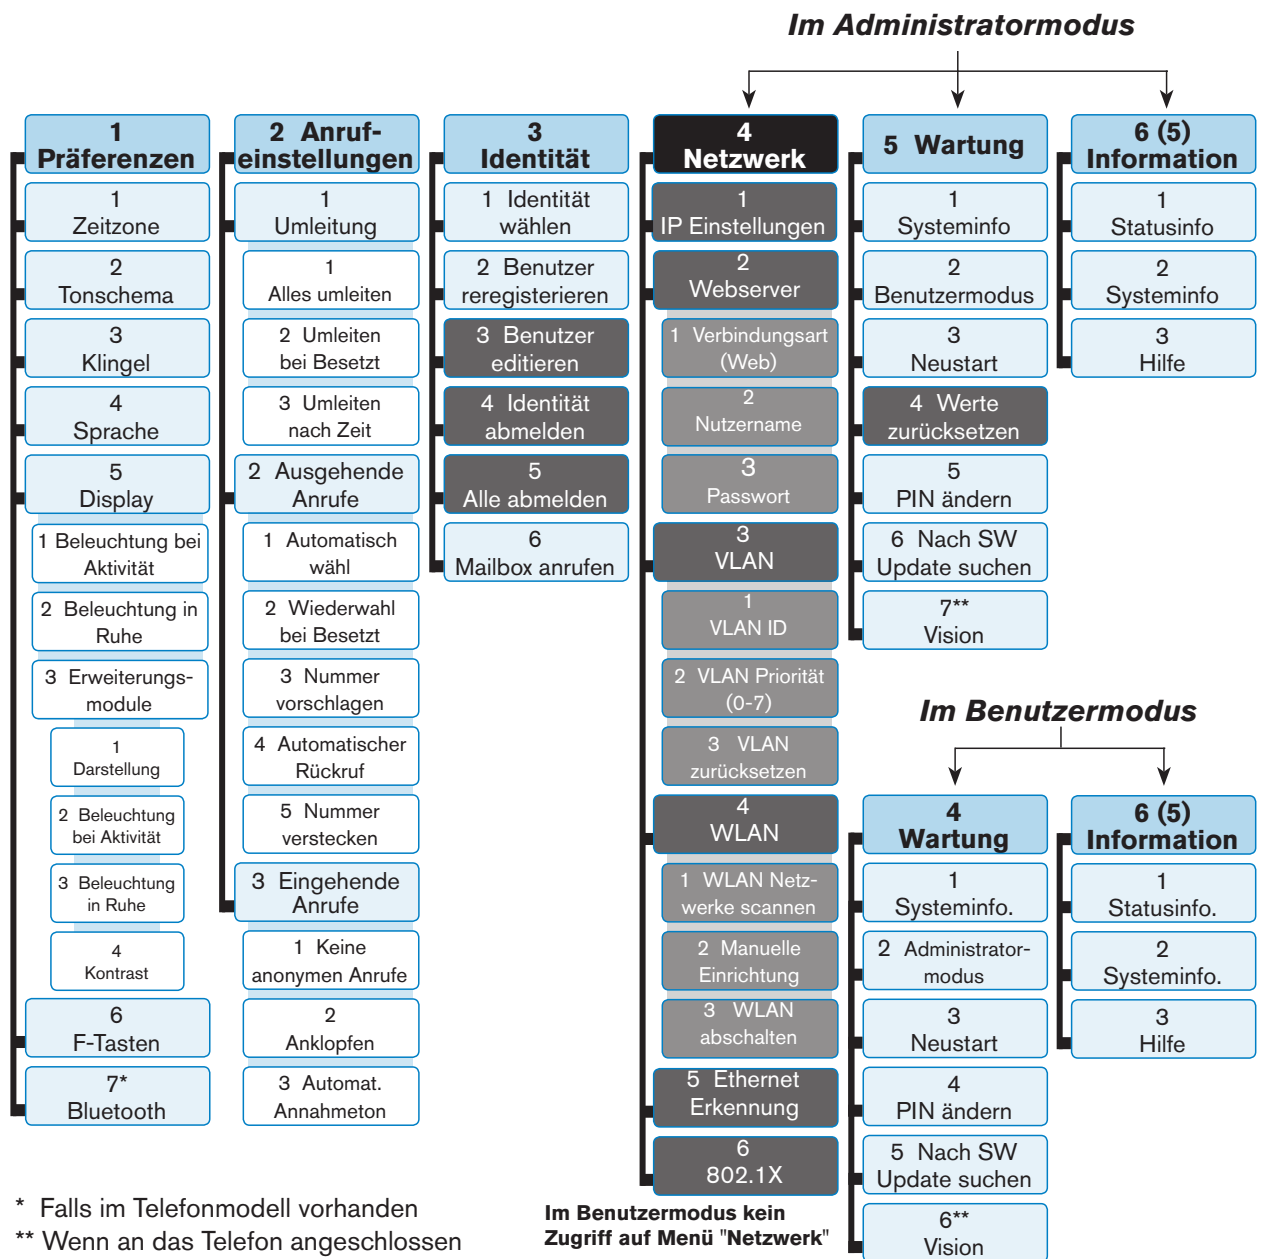 Im Administratormodus
1
Präferenzen
1
Zeitzone
2
Tonschema
3
Klingel
4
Sprache
5
Display
1 Beleuchtung bei
Aktivität
2 Beleuchtung in
Ruhe
3 Erweiterungs-
module
1
Darstellung
2 Beleuchtung
bei Aktivität
3 Beleuchtung
in Ruhe
4
Kontrast
6
F-Tasten
7*
Bluetooth
2 Anruf-
einstellungen
1
Umleitung
1
Alles umleiten
2 Umleiten
bei Besetzt
3 Umleiten
nach Zeit
2 Ausgehende
Anrufe
1 Automatisch
wähl
2 Wiederwahl
bei Besetzt
3 Nummer
vorschlagen
4 Automatischer
Rückruf
5 Nummer
verstecken
3 Eingehende
Anrufe
1 Keine
anonymen Anrufe
2
Anklopfen
3 Automat.
Annahmeton
3
Identität
1 Identität
wählen
2 Benutzer
reregisterieren
3 Benutzer
editieren
4 Identität
abmelden
5
Alle abmelden
6
Mailbox anrufen
4
Netzwerk
1
IP Einstellungen
2
Webserver
1 Verbindungsart
(Web)
2
Nutzername
3
Passwort
3
VLAN
1
VLAN ID
2 VLAN Priorität
(0-7)
3 VLAN
zurücksetzen
4
WLAN
1 WLAN Netz-
werke scannen
2 Manuelle
Einrichtung
3 WLAN
abschalten
5 Ethernet
Erkennung
6
802.1X
5 Wartung
1
Systeminfo
2
Benutzermodus
3
Neustart
4 Werte
zurücksetzen
5
PIN ändern
6 Nach SW
Update suchen
7**
Vision
6 (5)
Information
1
Statusinfo
2
Systeminfo
3
Hilfe
Im Benutzermodus
4
Wartung
1
Systeminfo.
2 Administrator-
modus
3
Neustart
4
PIN ändern
5 Nach SW
Update suchen
6**
Vision
6 (5)
Information
1
Statusinfo.
2
Systeminfo.
3
Hilfe
* Falls im Telefonmodell vorhanden
** Wenn an das Telefon angeschlossen
Im Benutzermodus kein
Zugriff auf Menü "Netzwerk"